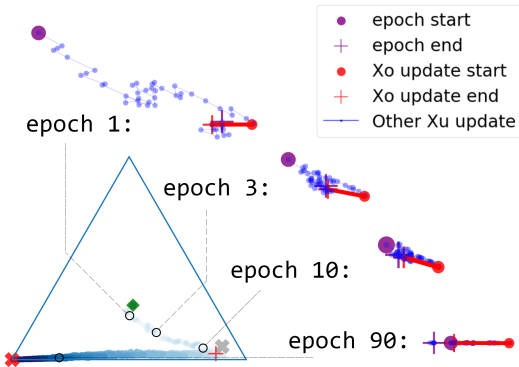 epoch start
epoch end
Xo update start
Xo update end
Other Xu update
epoch 1:
epoch 3:
epoch 10:
epoch 90: